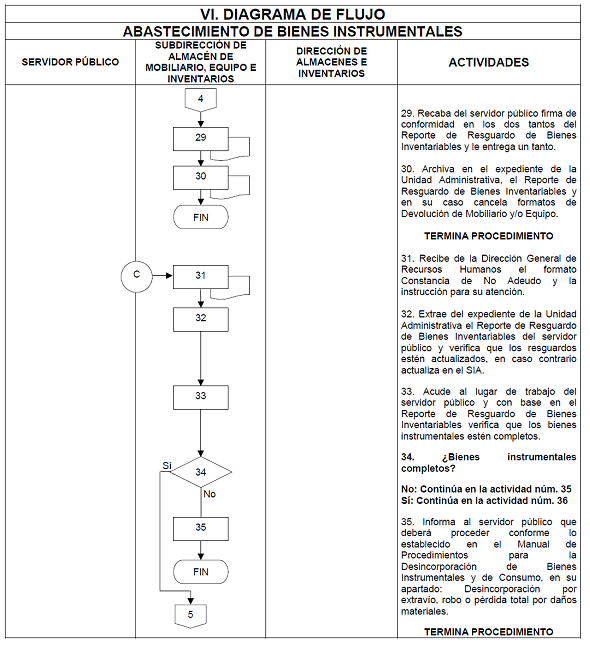 VI. DIAGRAMA DE FLUJO
ABASTECIMIENTO DE BIENES INSTRUMENTALES
SERVIDOR PÚBLICO
SUBDIRECCIÓN DE
ALMACÉN DE
MOBILIARIO, EQUIPO E
INVENTARIOS
DIRECCIÓN DE
ALMACENES E
INVENTARIOS
ACTIVIDADES
4
29
30
FIN
C
31
32
33
34
Sí
No
35
FIN
5
29. Recaba del servidor público firma de
conformidad en los dos tantos del
Reporte de Resguardo de Bienes
Inventariables y le entrega un tanto.
30. Archiva en el expediente de la
Unidad Administrativa, el Reporte de
Resguardo de Bienes Inventariables y
en su caso cancela formatos de
Devolución de Mobiliario y/o Equipo.
TERMINA PROCEDIMIENTO
31. Recibe de la Dirección General de
Recursos Humanos el formato
Constancia de No Adeudo y la
instrucción para su atención.
32. Extrae del expediente de la Unidad
Administrativa el Reporte de Resguardo
de Bienes Inventariables del servidor
público y verifica que los resguardos
estén actualizados, en caso contrario
actualiza en el SIA.
33. Acude al lugar de trabajo del
servidor público y con base en el
Reporte de Resguardo de Bienes
Inventariables verifica que los bienes
instrumentales estén completos.
34. ¿Bienes instrumentales
completos?
No: Continúa en la actividad núm. 35
Sí: Continúa en la actividad núm. 36
35. Informa al servidor público que
deberá proceder conforme lo
establecido en el Manual de
Procedimientos para la
Desincorporación de Bienes
Instrumentales y de Consumo, en su
apartado: Desincorporación por
extravío, robo o pérdida total por daños
materiales.
TERMINA PROCEDIMIENTO